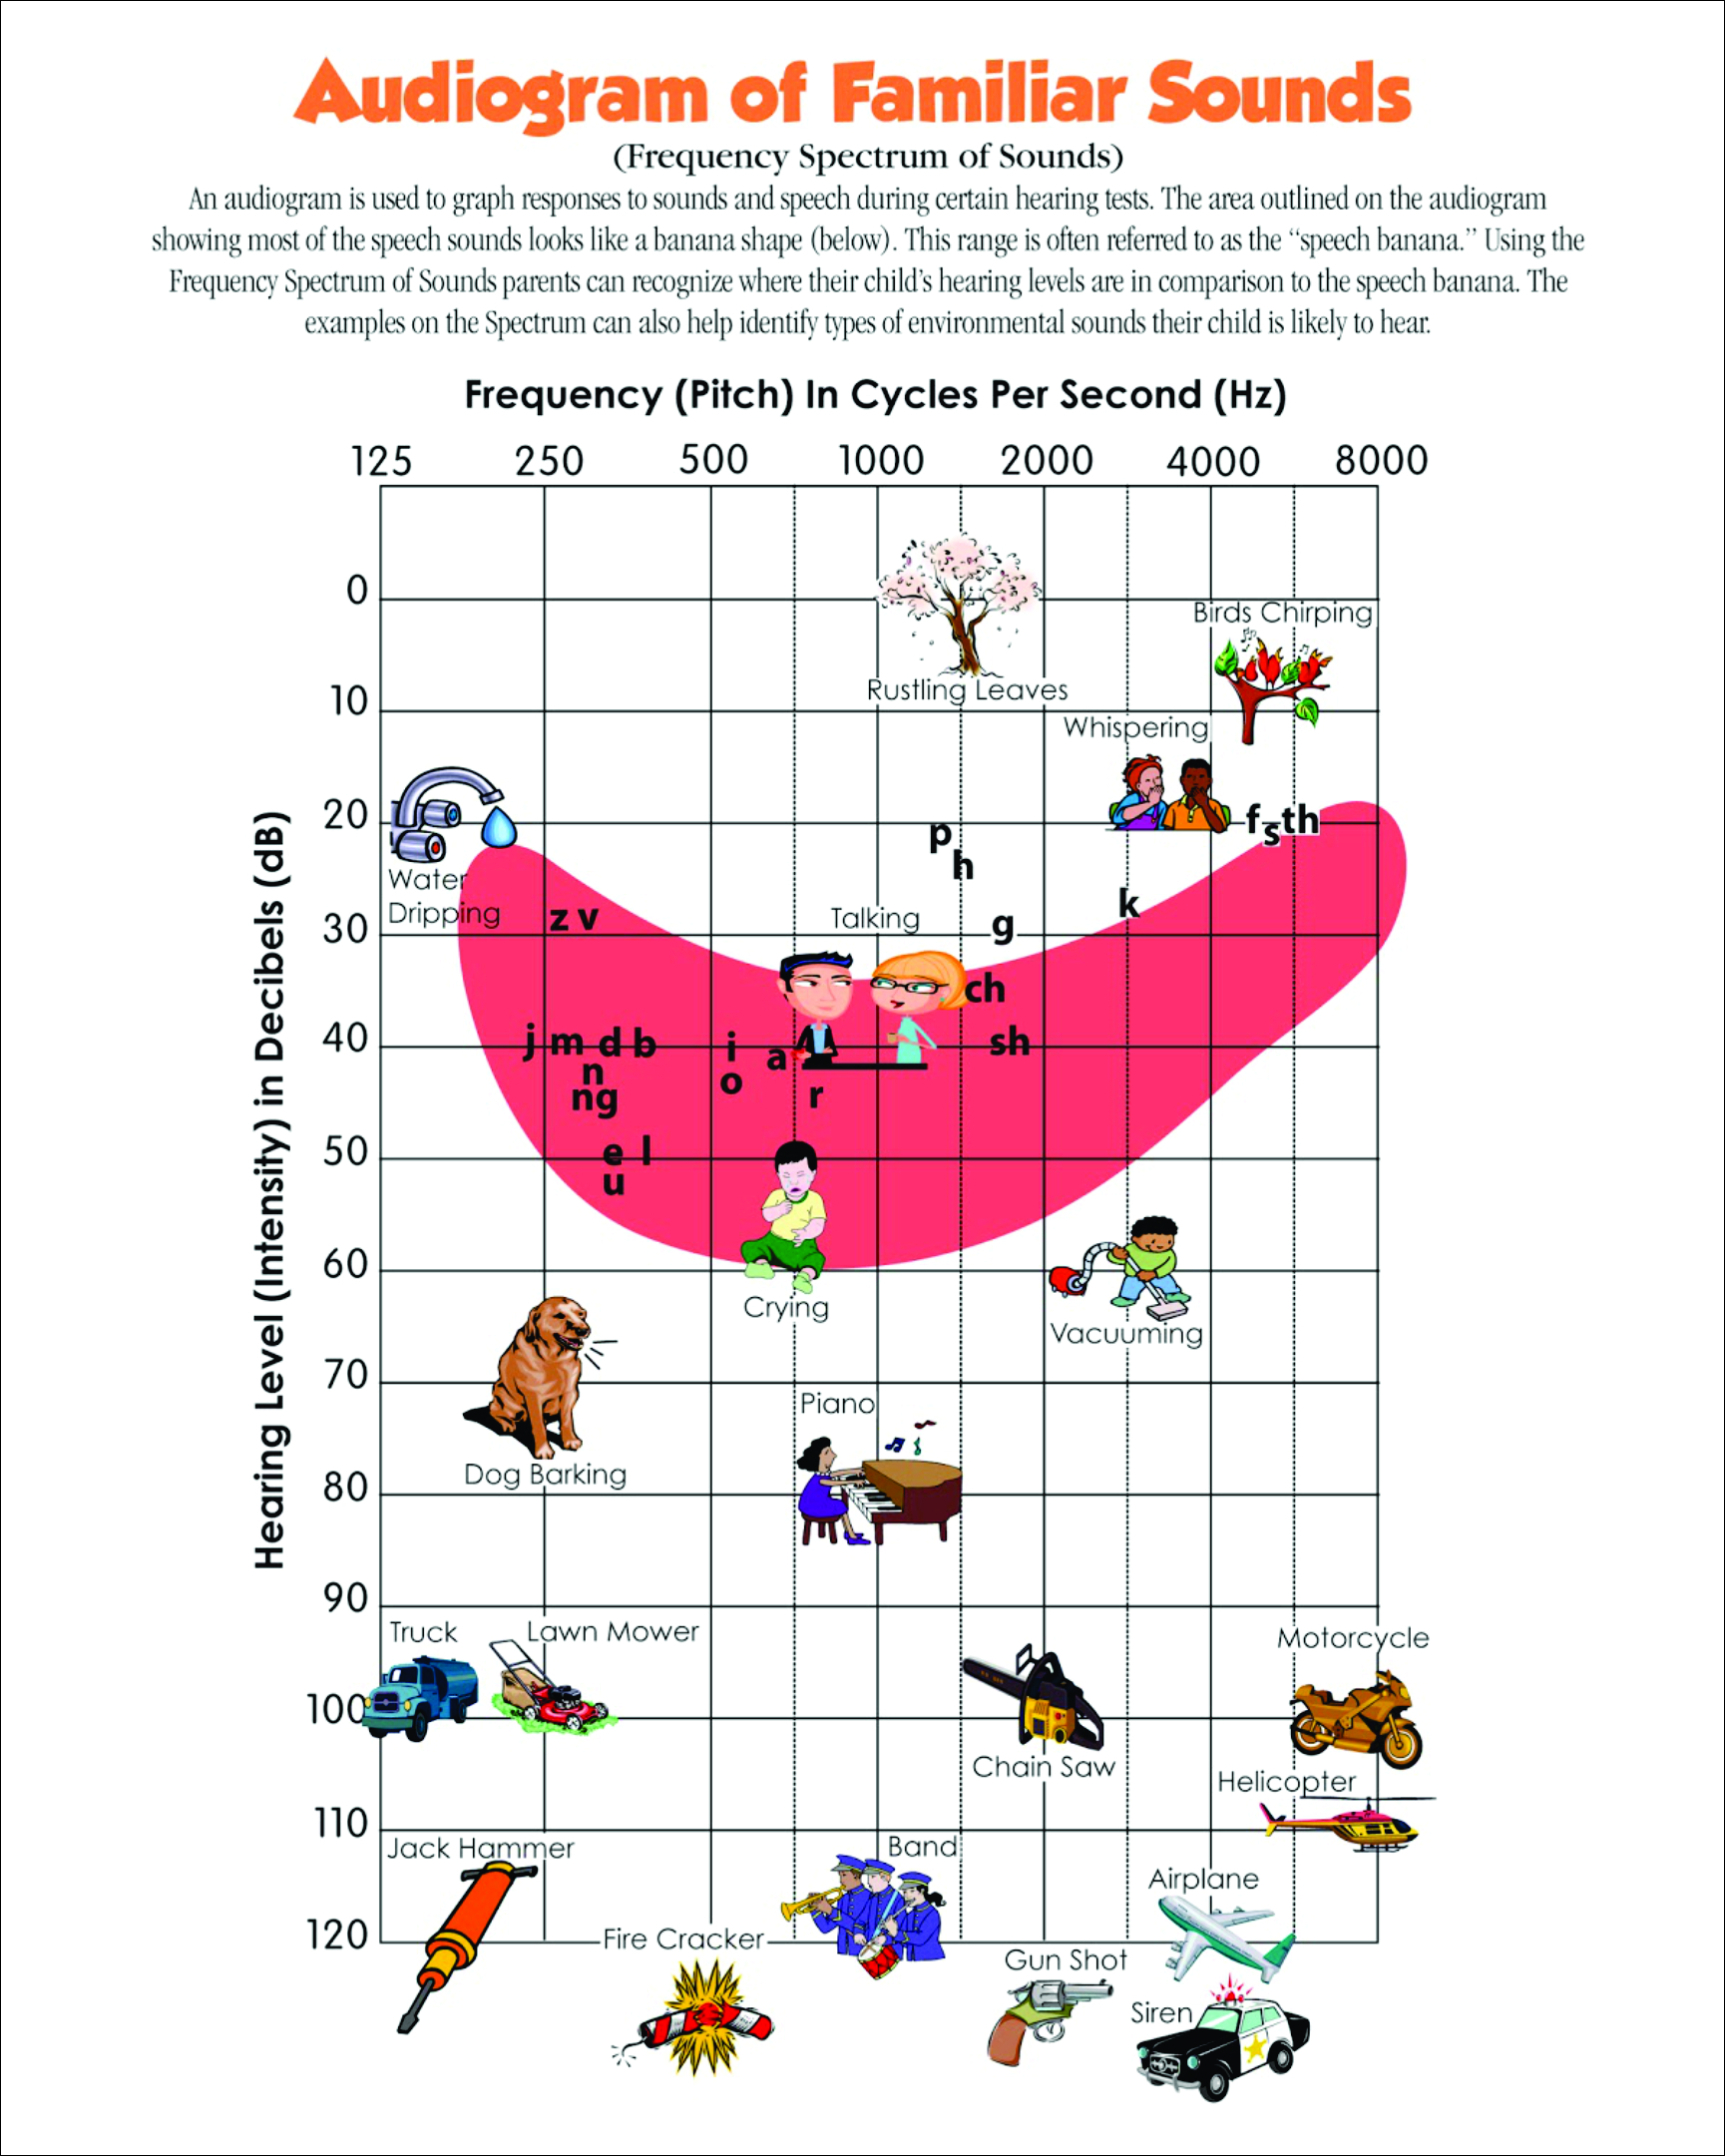 Audiogram of Familiar Sounds
(Frequency Spectrum of Sounds)
An audiogram is used to graph responses to sounds and speech during certain hearing tests. The area outlined on the audiogram
showing most of the speech sounds looks like a banana shape (below). This range is often referred to as the “speech banana.” Using the
Frequency Spectrum of Sounds parents can recognize where their child’s hearing levels are in comparison to the speech banana. The
examples on the Spectrum can also help identify types of environmental sounds their child is likely to hear.
Frequency (Pitch) In Cycles Per Second (Hz)
125 250 500 1000 2000 4000 8000
Hearing Level (Intensity) in Decibels (dB)
0
Birds Chirping
Rustling Leaves
10
Whispering
20
p
f s th
h
Water
Dripping
k
z v
Talking
g
30
ch
40
j m d b i a sh
n
o
ng
r
50
e l
u
60
Crying
Vacuuming
70
Piano
Dog Barking
80
90
Truck
Lawn Mower
Motorcycle
100
Chain Saw
Helicopter
110
Jack Hammer
Band
Airplane
120
Fire Cracker
Gun Shot
Siren